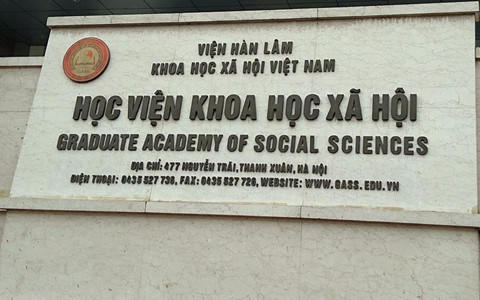 VIỆN HÀN LÂM
KHOA HỌC XÃ HỘI VIỆT NAM
HỌC VIỆN KHOA HỌC XÃ HỘI
GRADUATE ACADEMY OF SOCIAL SCIENCES
ĐỊA CHỈ: 477 NGUYỄN TRÃI, THANH XUÂN, HÀ NỘI
ĐIỆN THOẠI: 0435 527 738, FAX: 0435 527 728, WEBSITE: WWW.GASS.EDU.VN